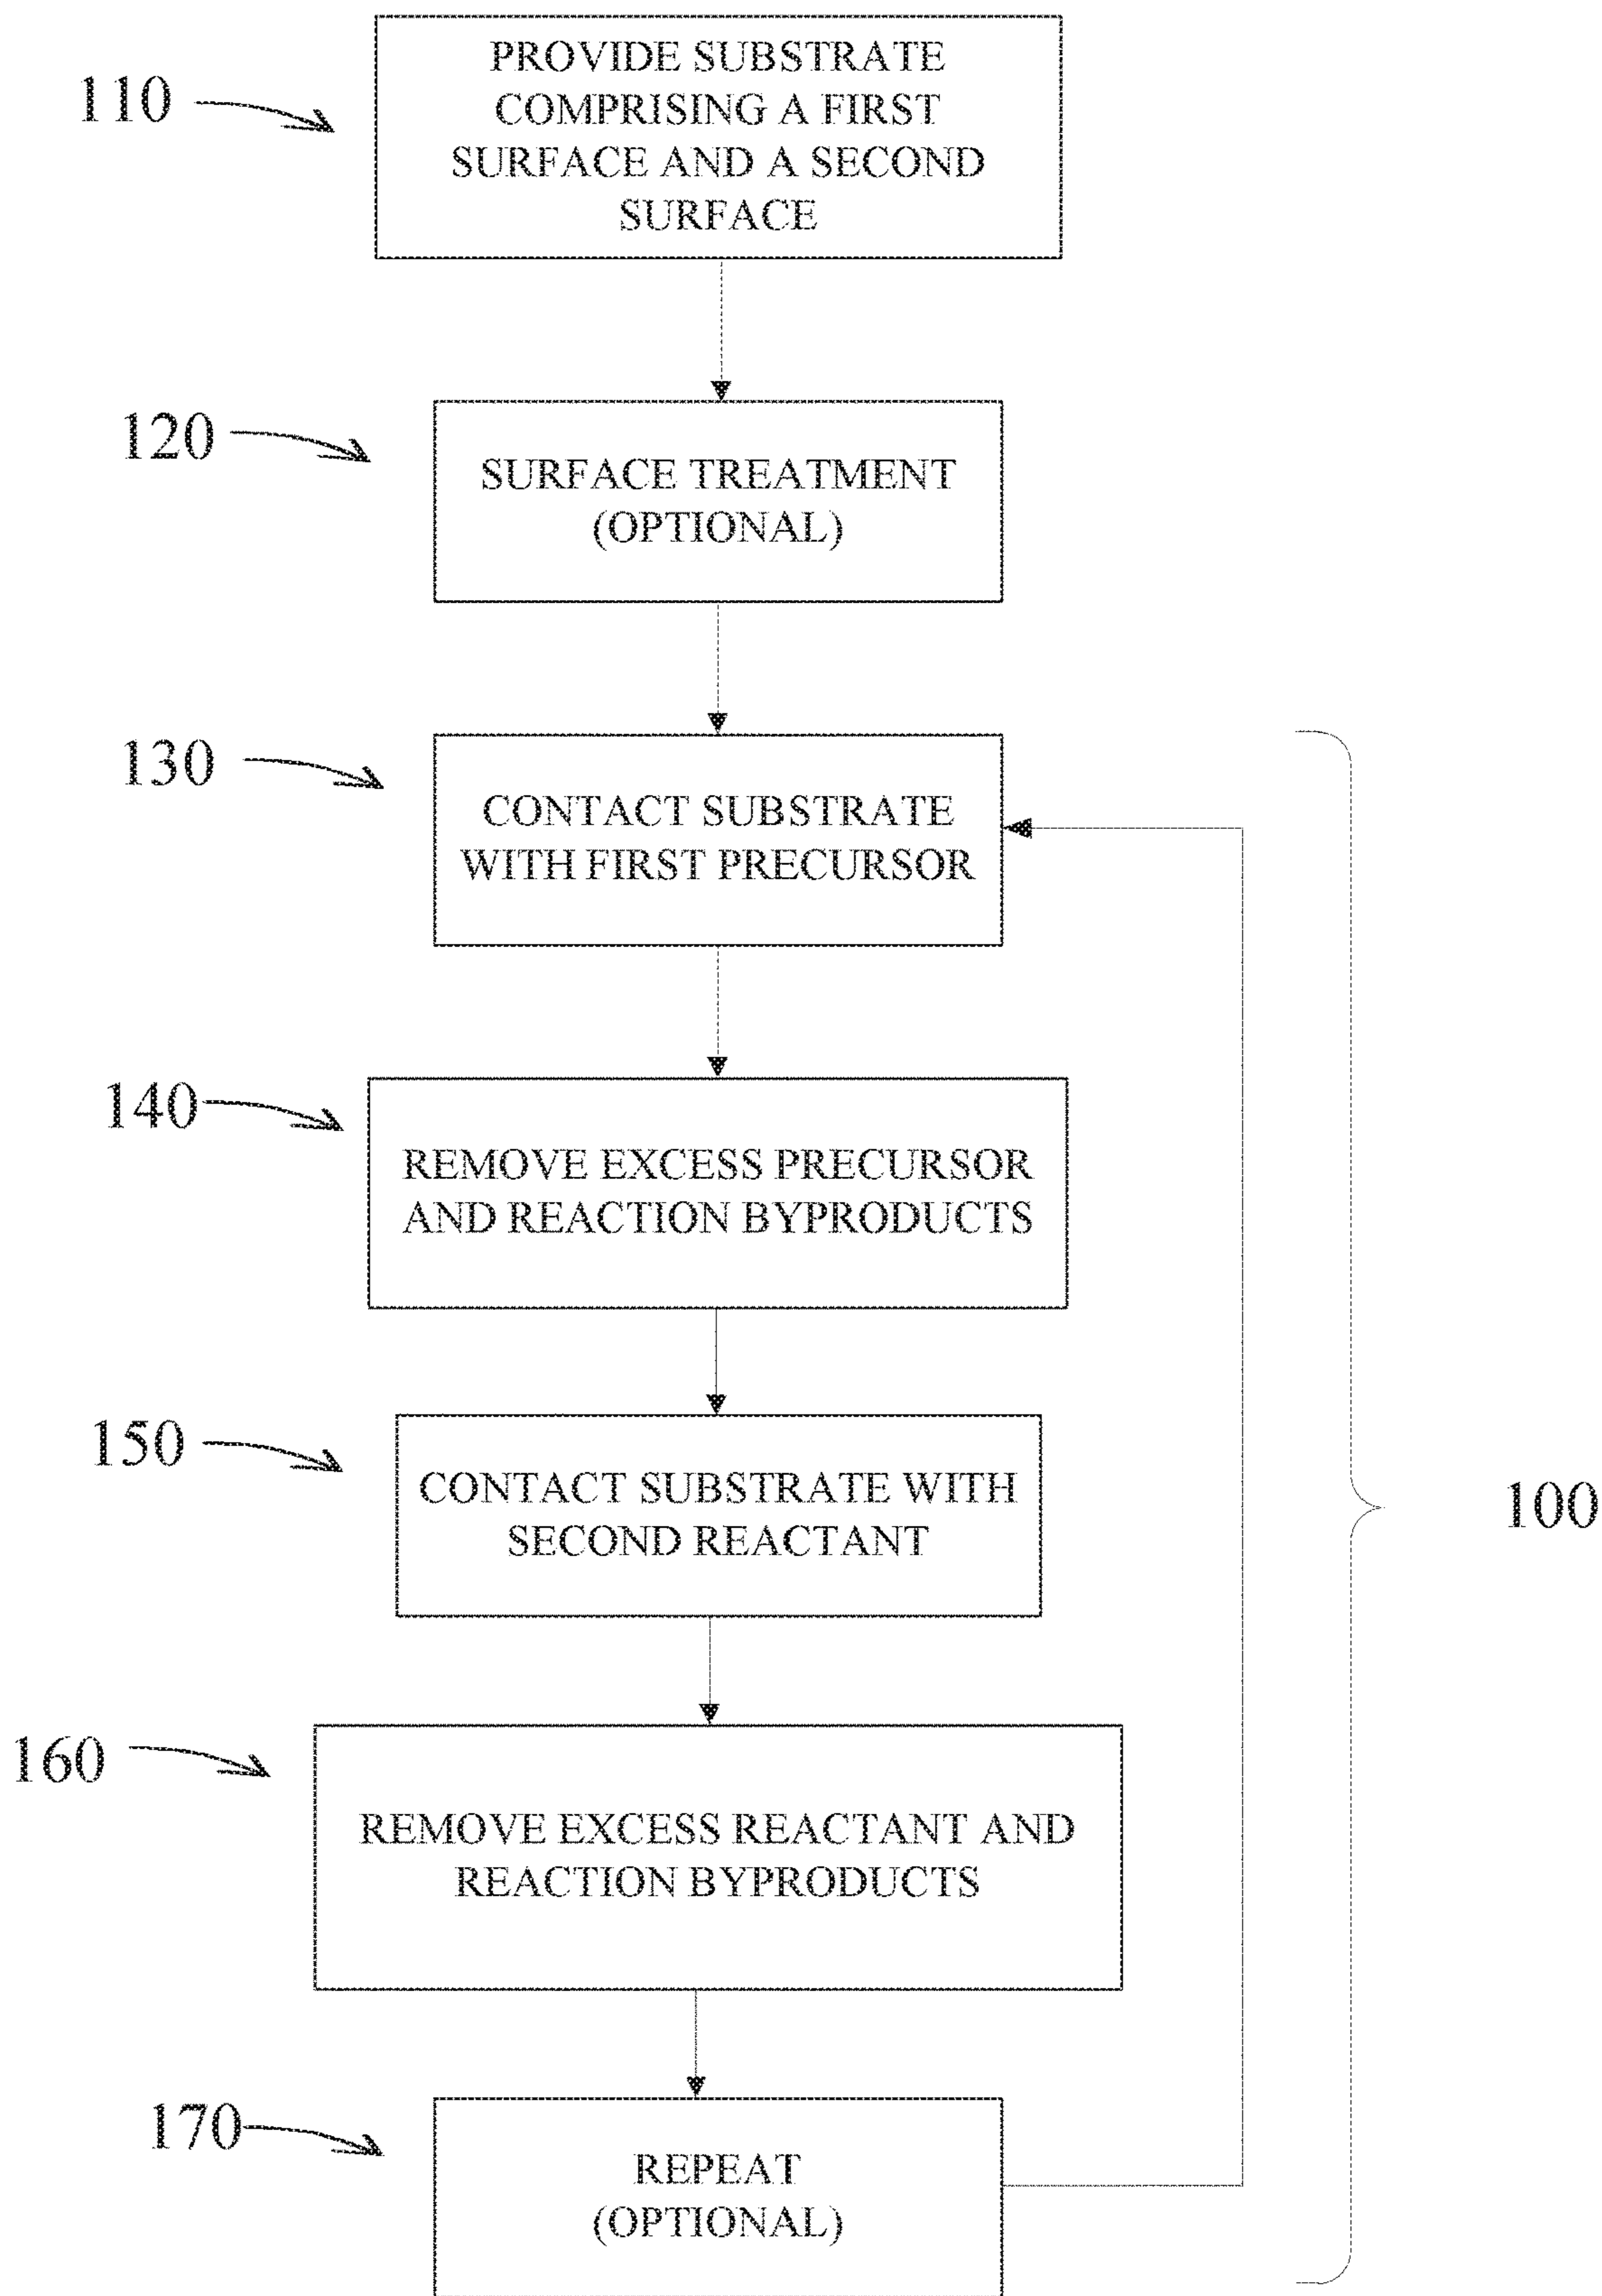 110
PROVIDE SUBSTRATE
COMPRISING A FIRST
SURFACE AND A SECOND
SURFACE
120
SURFACE TREATMENT
(OPTIONAL)
130
CONTACT SUBSTRATE
WITH FIRST PRECURSOR
140
REMOVE EXCESS PRECURSOR
AND REACTION BYPRODUCTS
150
CONTACT SUBSTRATE WITH
SECOND REACTANT
100
160
REMOVE EXCESS REACTANT AND
REACTION BYPRODUCTS
170
REPEAT
(OPTIONAL)